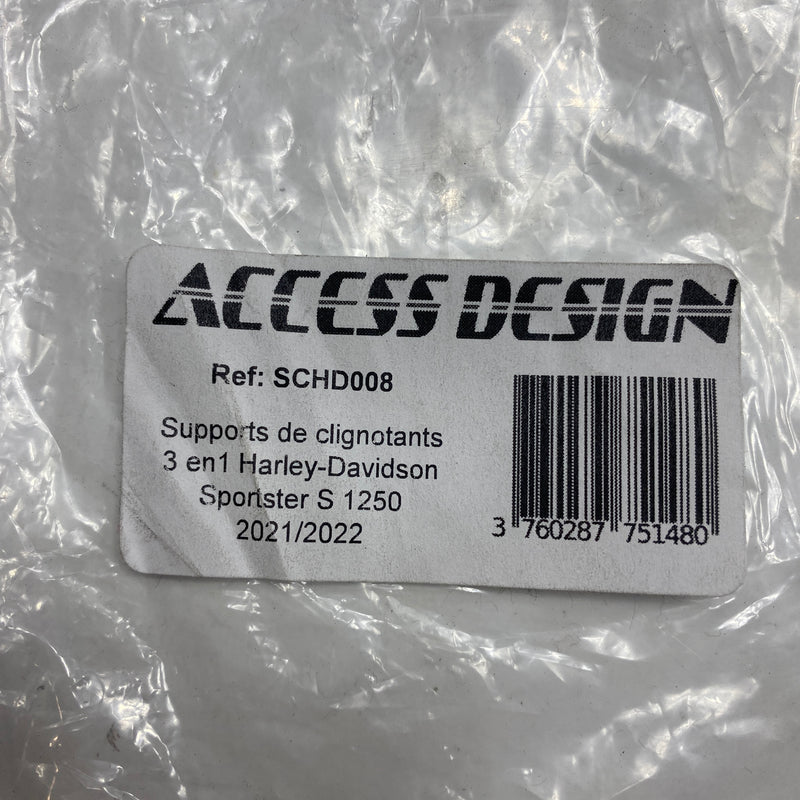 ACCESS DESIGN
Ref: SCHD008
Supports de clignotants
3 en1 Harley-Davidson
Sportster S 1250
2021/2022
3 760287 751480